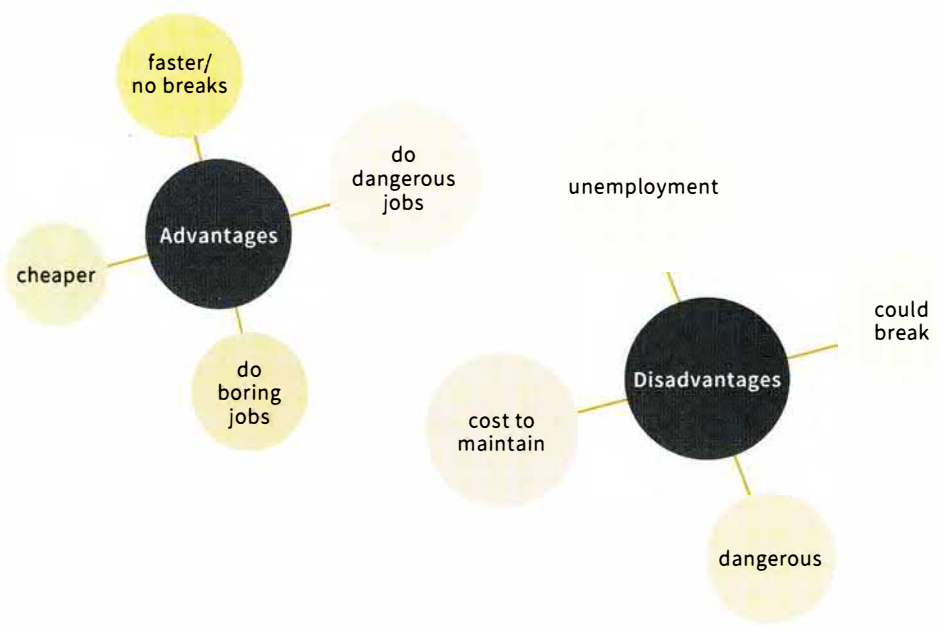 faster/
no breaks
do
dangerous
jobs
Advantages
cheaper
do
boring
jobs
unemployment
could
break
Disadvantages
cost to
maintain
dangerous